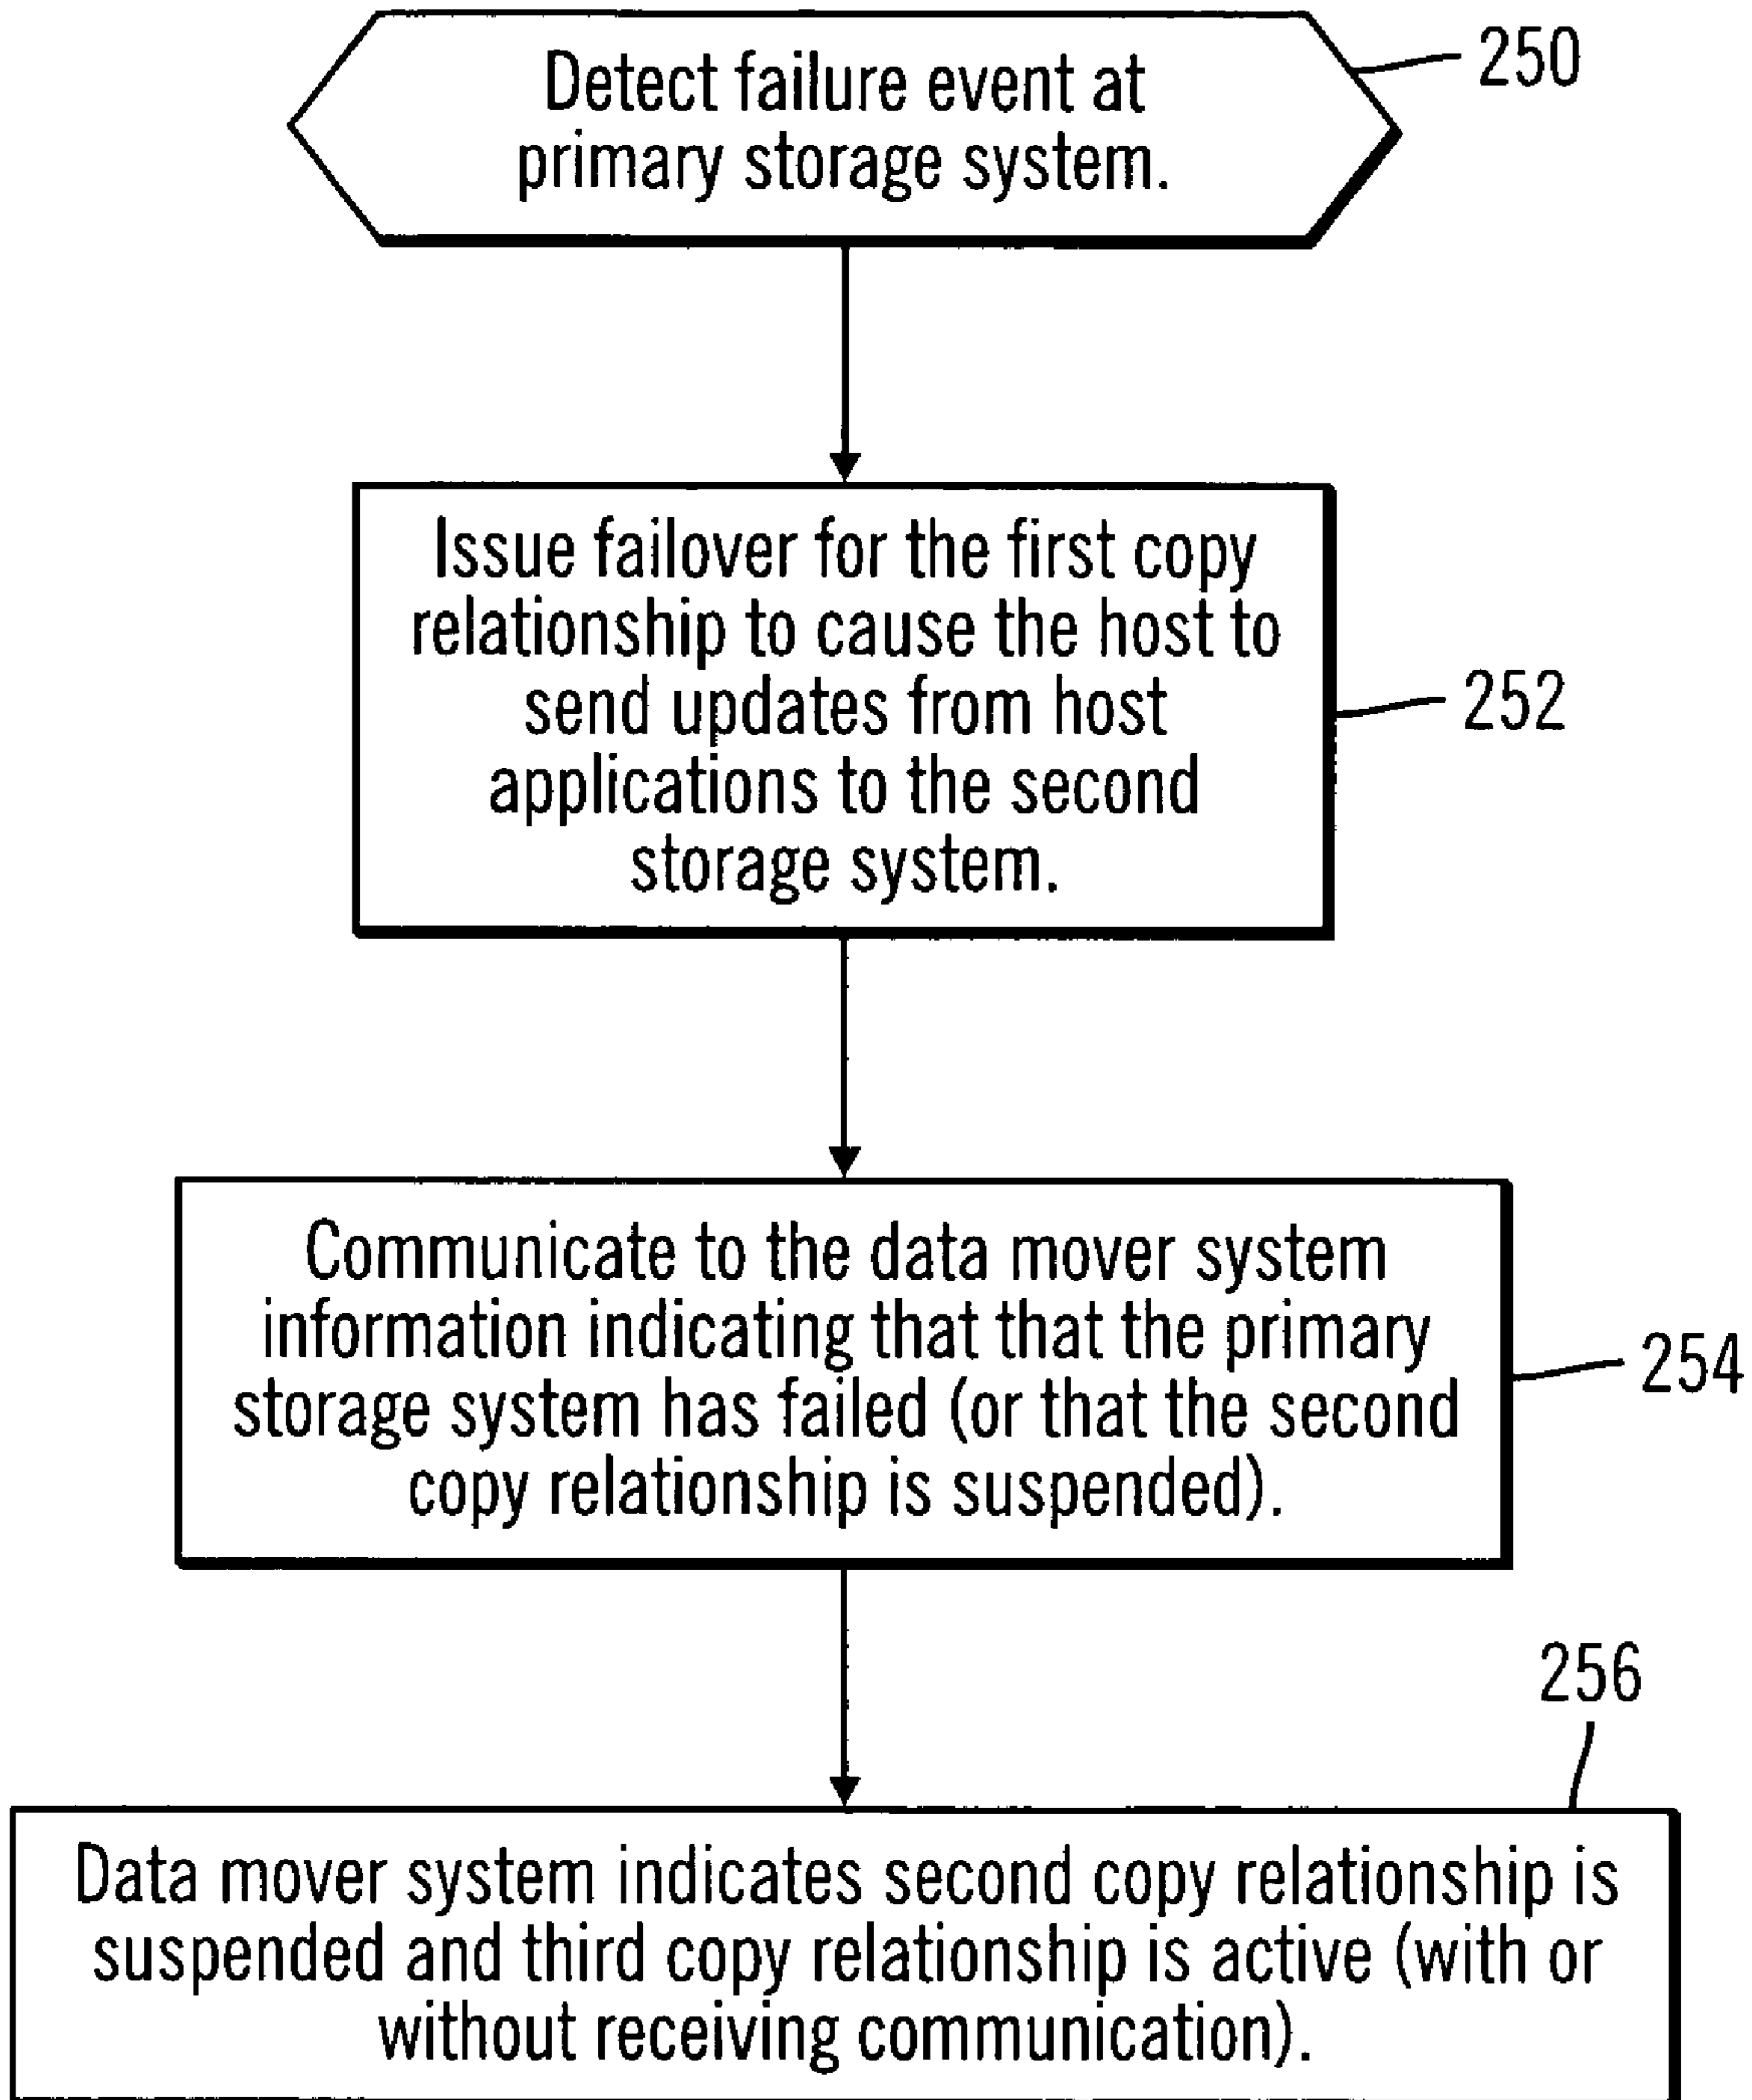 Detect failure event at
primary storage system.
250
Issue failover for the first copy
relationship to cause the host to
send updates from host
applications to the second
storage system.
252
Communicate to the data mover system
information indicating that that the primary
storage system has failed (or that the second
copy relationship is suspended).
254
256
Data mover system indicates second copy relationship is
suspended and third copy relationship is active (with or
without receiving communication).